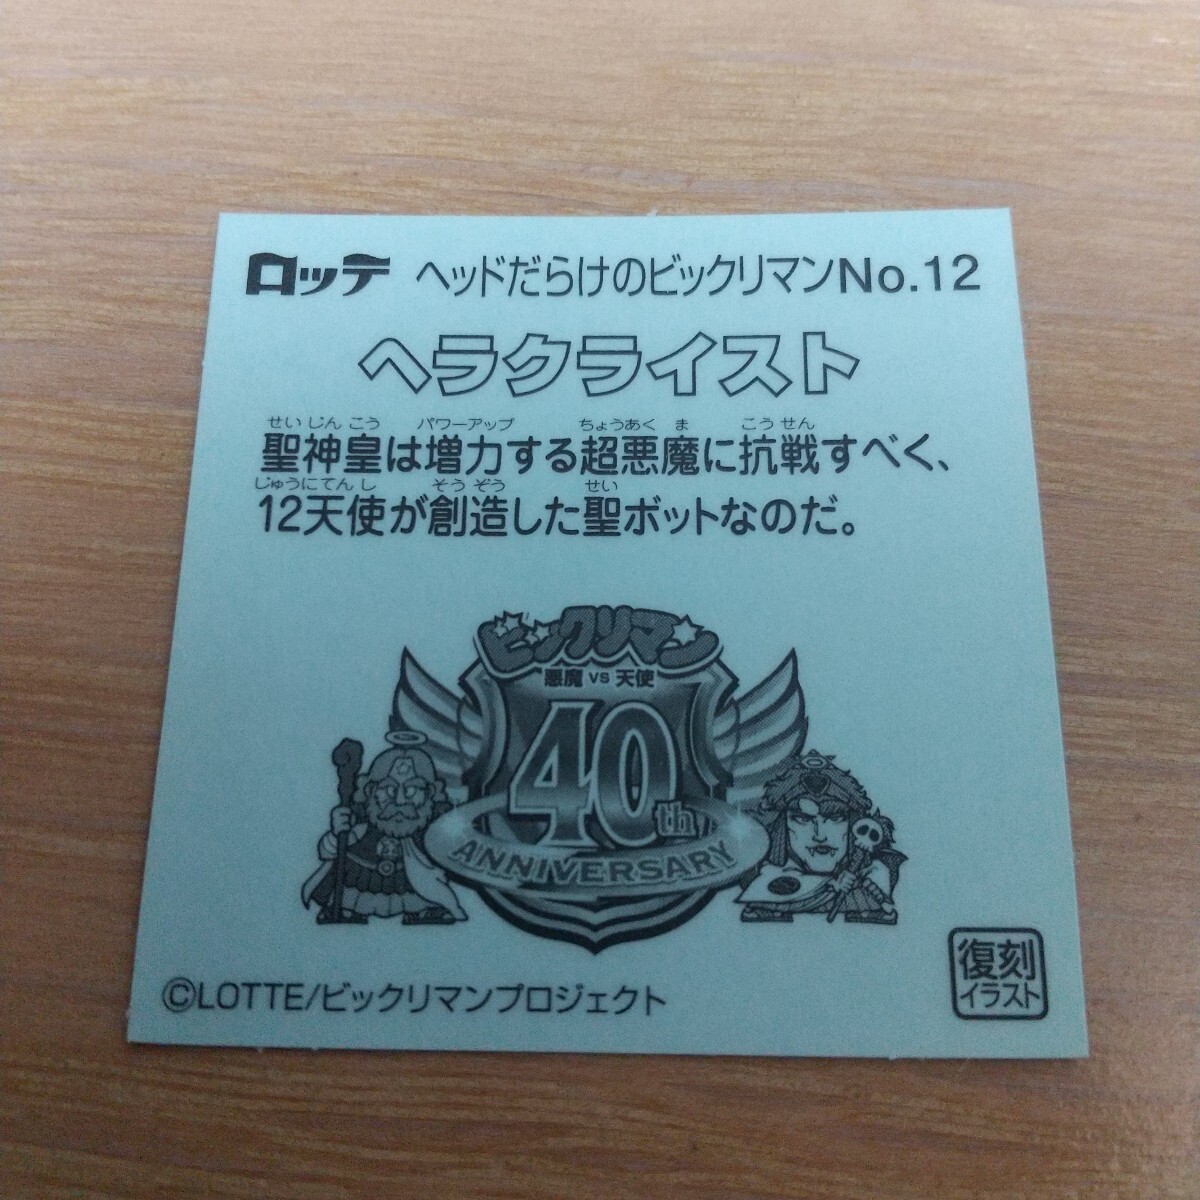 ロッテ ヘッドだらけのビックリマンNo.12
ヘラクライスト
せいじんこう パワーアップ ちょうあくま こうせん
聖神皇は増力する超悪魔に抗戦すべく、
じゅうにてんし そうぞう せい
12天使が創造した聖ボットなのだ。
ビックリマン
悪魔 VS 天使
40th
ANNIVERSARY
復刻
イラスト
©LOTTE/ビックリマンプロジェクト